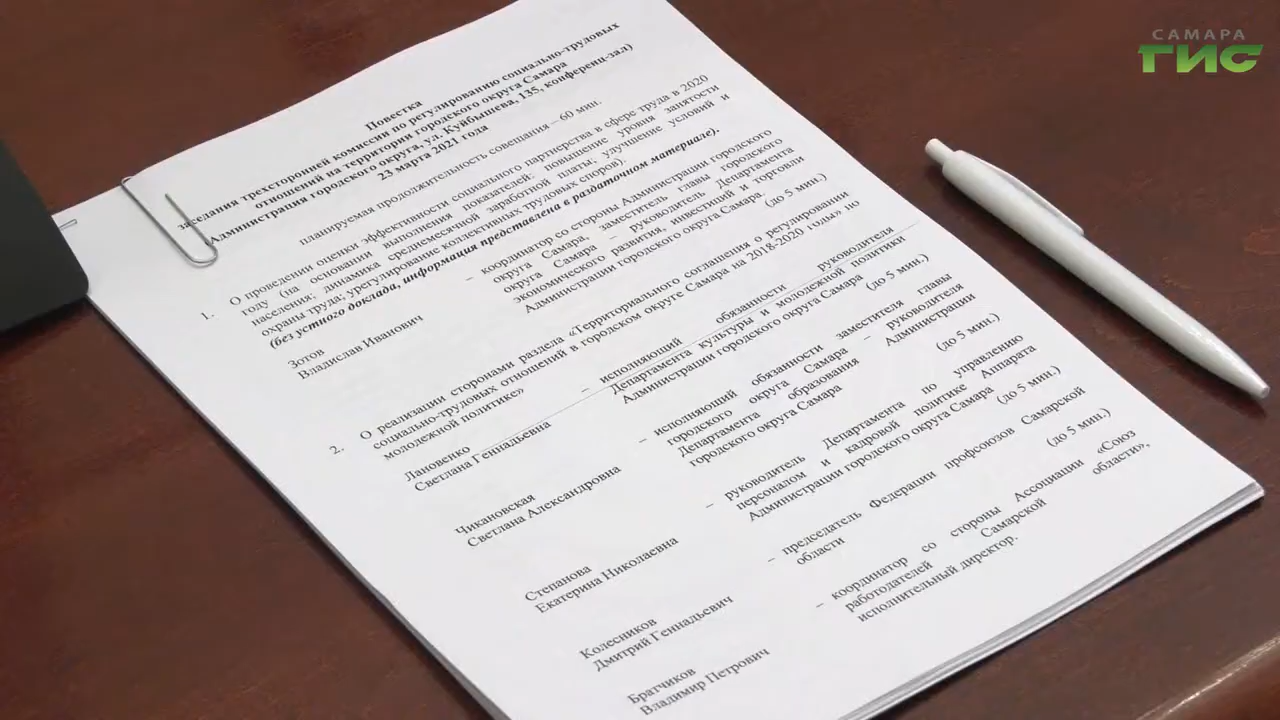 САМАРА
ГИС
Повестка
заседания трехсторонней комиссии по регулированию социально-трудовых
отношений на территории городского округа Самара
(Администрация городского округа, ул. Куйбышева, 135, конференц-зал)
23 марта 2021 года
планируемая продолжительность совещания – 60 мин.
1. О проведении оценки эффективности социального партнерства в сфере труда в 2020
году (на основании выполнения показателей: повышение уровня занятости
населения; динамика среднемесячной заработной платы; улучшение условий и
охраны труда; урегулирование коллективных трудовых споров).
(без устного доклада, информация представлена в раздаточном материале).
Зотов
Владислав Иванович
– координатор со стороны Администрации городского
округа Самара, заместитель главы городского
округа Самара – руководитель Департамента
экономического развития, инвестиций и торговли
Администрации городского округа Самара
(до 5 мин.)
2. О реализации сторонами раздела «Территориального соглашения о регулировании
социально-трудовых отношений в городском округе Самара на 2018-2020 годы» по
молодежной политике»
Лановенко
Светлана Геннадьевна
– исполняющий обязанности руководителя
Департамента культуры и молодежной политики
Администрации городского округа Самара
(до 5 мин.)
Чикановская
Светлана Александровна
– исполняющий обязанности заместителя главы
городского округа Самара – руководителя
Департамента образования Администрации
городского округа Самара
(до 5 мин.)
Степанова
Екатерина Николаевна
– руководитель Департамента по управлению
персоналом и кадровой политике Аппарата
Администрации городского округа Самара
(до 5 мин.)
Колесников
Дмитрий Геннадьевич
– председатель Федерации профсоюзов Самарской
области
(до 5 мин.)
Братчиков
Владимир Петрович
– координатор со стороны Ассоциации «Союз
работодателей Самарской области»,
исполнительный директор.